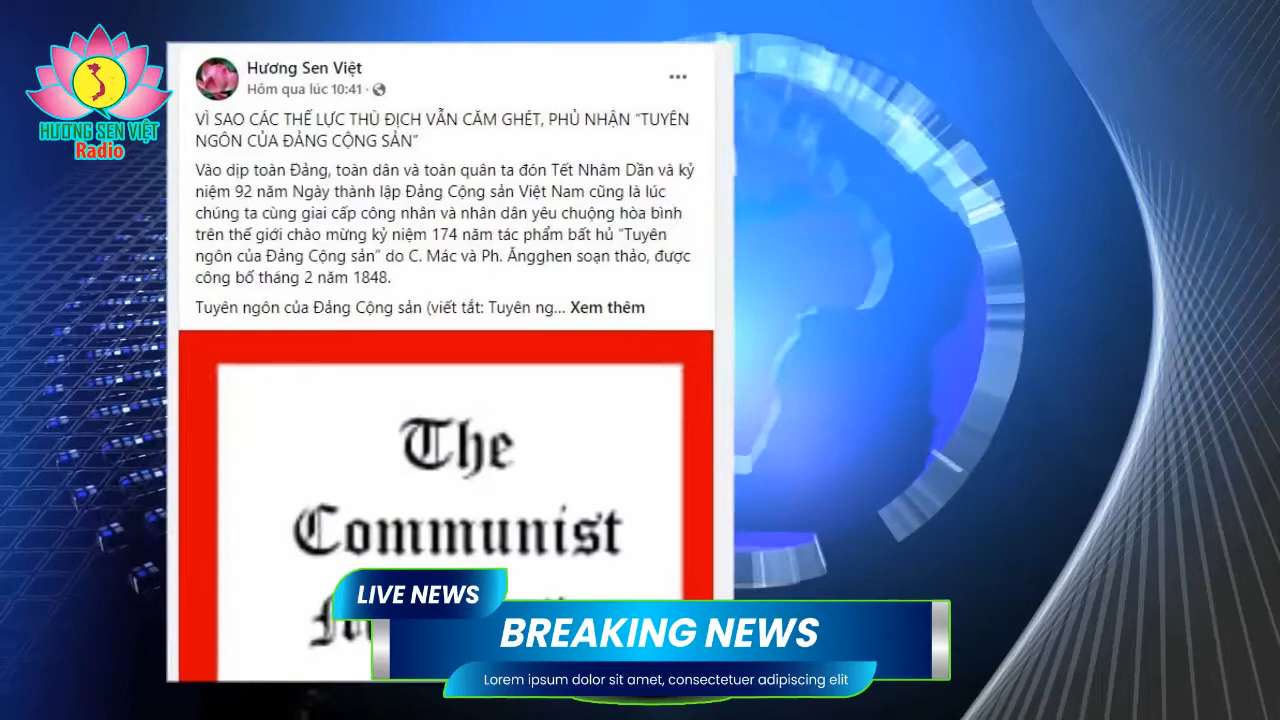 HƯƠNG SEN VIỆT
Radio
Hương Sen Việt
Hôm qua lúc 10:41 ·
VÌ SAO CÁC THẾ LỰC THÙ ĐỊCH VẪN CĂM GHÉT, PHỦ NHẬN “TUYÊN
NGÔN CỦA ĐẢNG CỘNG SẢN”
Vào dịp toàn Đảng, toàn dân và toàn quân ta đón Tết Nhâm Dần và kỷ
niệm 92 năm Ngày thành lập Đảng Cộng sản Việt Nam cũng là lúc
chúng ta cùng giai cấp công nhân và nhân dân yêu chuộng hòa bình
trên thế giới chào mừng kỷ niệm 174 năm tác phẩm bất hủ “Tuyên
ngôn của Đảng Cộng sản” do C. Mác và Ph. Ăngghen soạn thảo, được
công bố tháng 2 năm 1848.
Tuyên ngôn của Đảng Cộng sản (viết tắt: Tuyên ng... Xem thêm
The
Communist
LIVE NEWS
BREAKING NEWS
Lorem ipsum dolor sit amet, consectetuer adipiscing elit